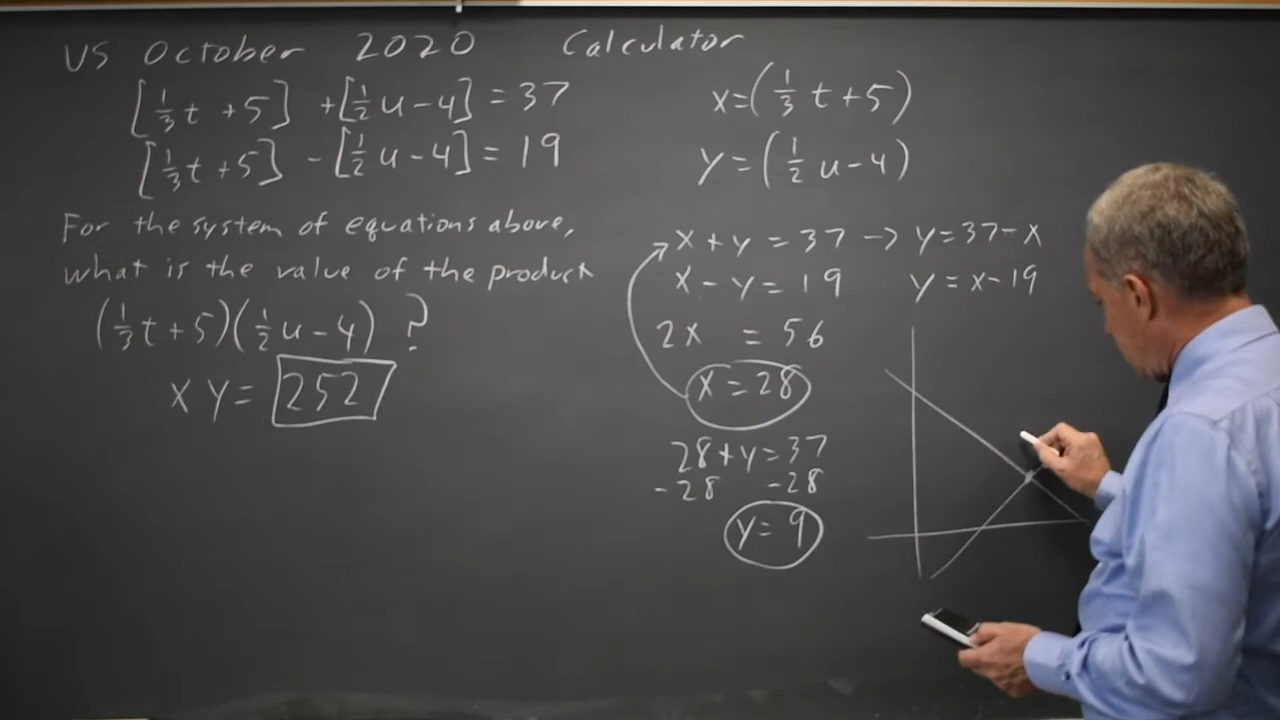 US October 2020 Calculator
[1/3 t + 5] + [1/2 u - 4] = 37
[1/3 t + 5] - [1/2 u - 4] = 19
For the system of equations above,
what is the value of the product
(1/3 t + 5)(1/2 u - 4) ?
x y = 252
x = (1/3 t + 5)
y = (1/2 u - 4)
x + y = 37 → y = 37 - x
x - y = 19 y = x - 19
2x = 56
x = 28
28 + y = 37
-28 -28
y = 9